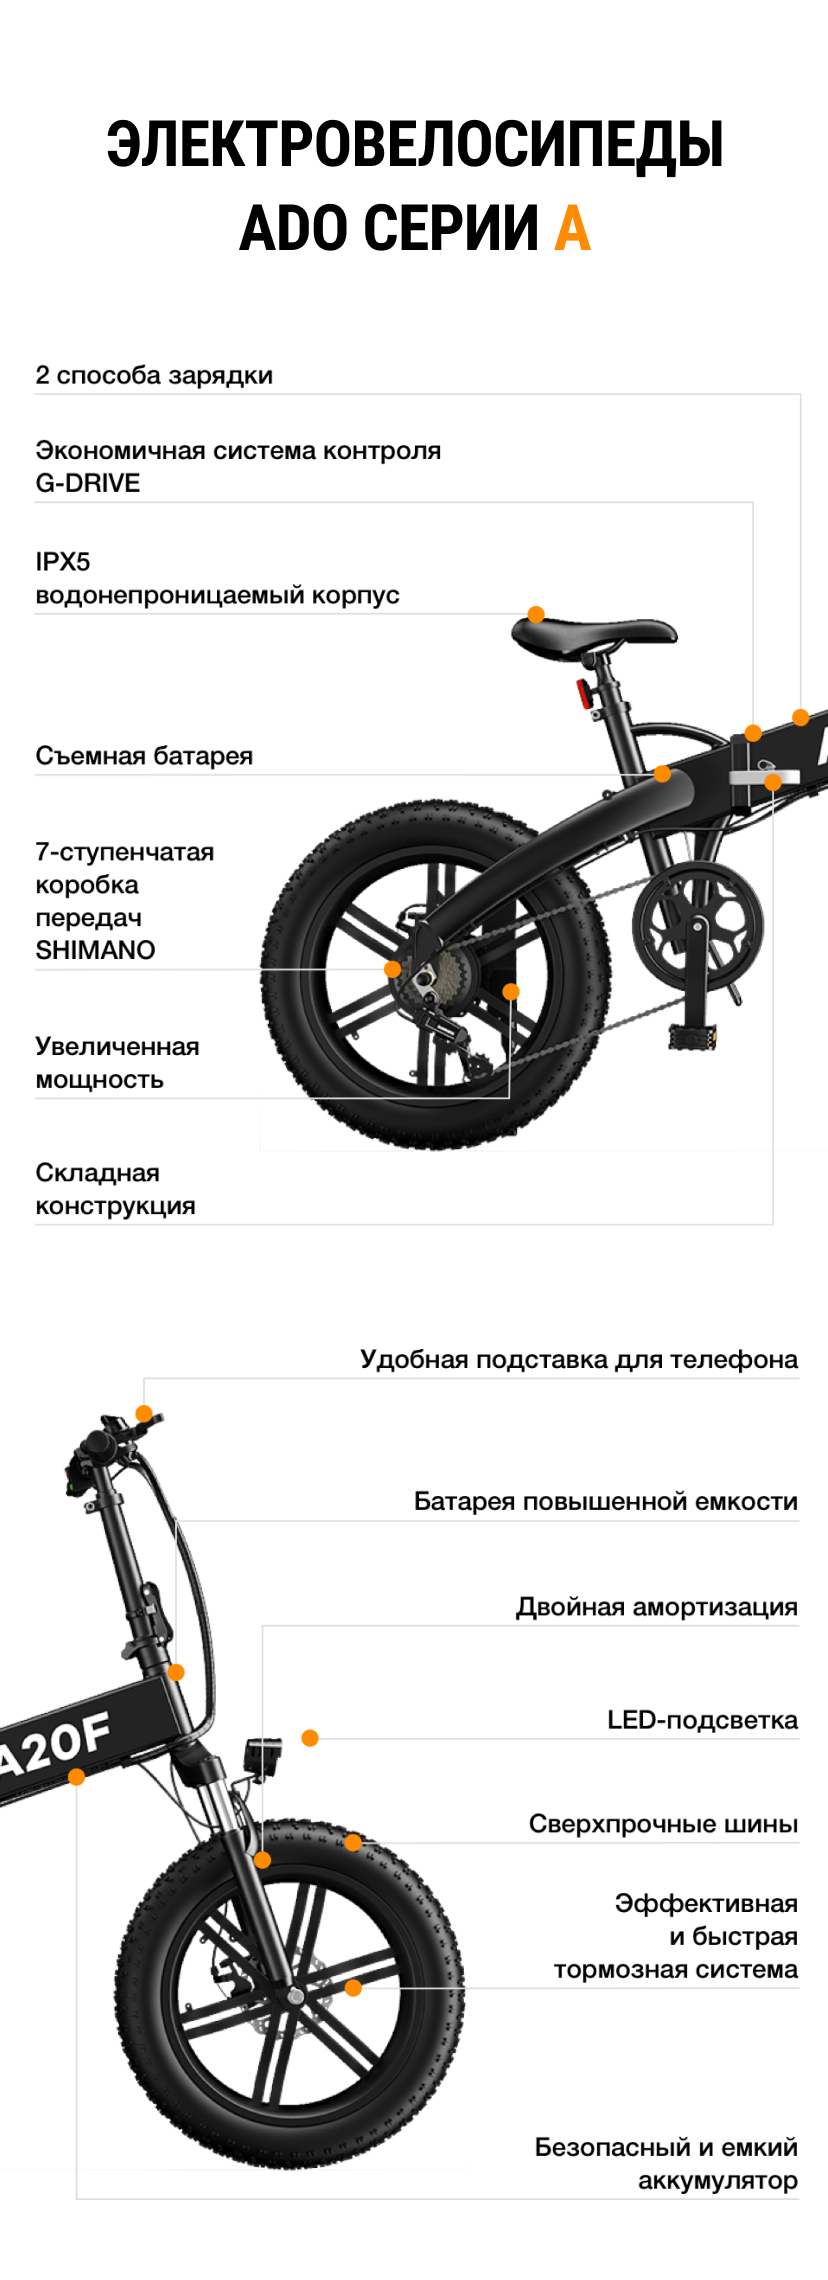 ЭЛЕКТРОВЕЛОСИПЕДЫ
ADO СЕРИИ A
2 способа зарядки
Экономичная система контроля
G-DRIVE
IPX5
водонепроницаемый корпус
Съемная батарея
7-ступенчатая
коробка
передач
SHIMANO
Увеличенная
мощность
Складная
конструкция
Удобная подставка для телефона
Батарея повышенной емкости
Двойная амортизация
LED-подсветка
A20F
Сверхпрочные шины
Эффективная
и быстрая
тормозная система
Безопасный и емкий
аккумулятор